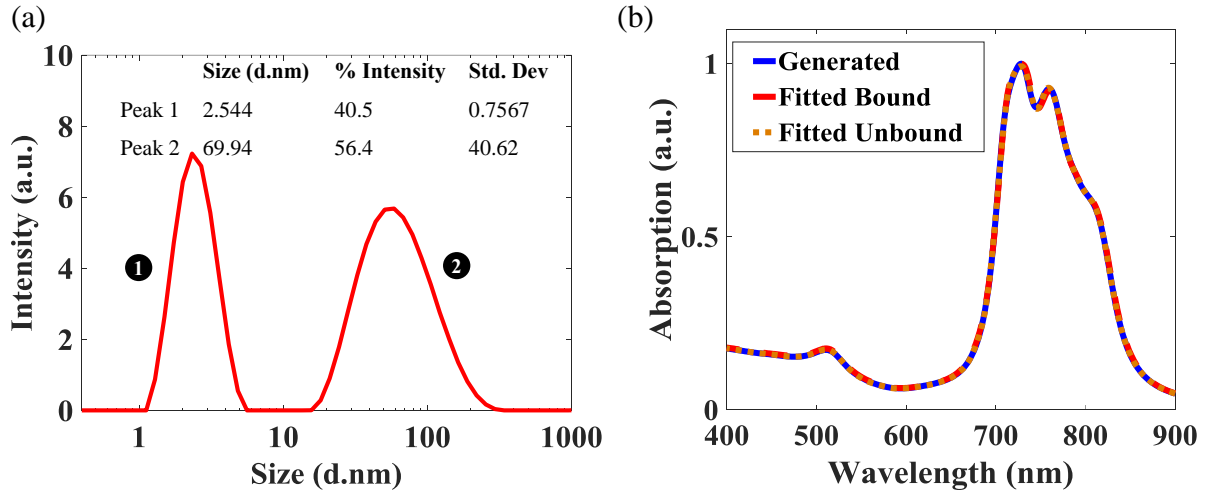 (a)
10
8
6
4
2
0
Intensity (a.u.)
Size (d.nm) % Intensity Std. Dev
Peak 1 2.544 40.5 0.7567
Peak 2 69.94 56.4 40.62
1
2
1 10 100 1000
Size (d.nm)
(b)
1
0.5
0
Absorption (a.u.)
Generated
Fitted Bound
Fitted Unbound
400 500 600 700 800 900
Wavelength (nm)